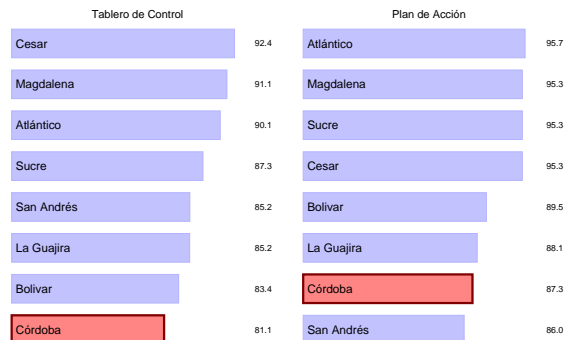 Tablero de Control
Cesar 92.4
Magdalena 91.1
Atlántico 90.1
Sucre 87.3
San Andrés 85.2
La Guajira 85.2
Bolivar 83.4
Córdoba 81.1
Plan de Acción
Atlántico 95.7
Magdalena 95.3
Sucre 95.3
Cesar 95.3
Bolivar 89.5
La Guajira 88.1
Córdoba 87.3
San Andrés 86.0